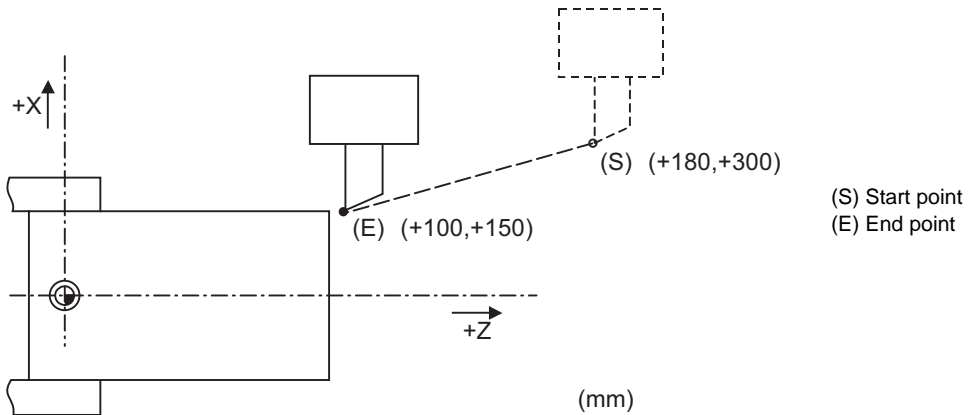 +X
(S) (+180,+300)
(S) Start point
(E) End point
(E) (+100,+150)
+Z
(mm)